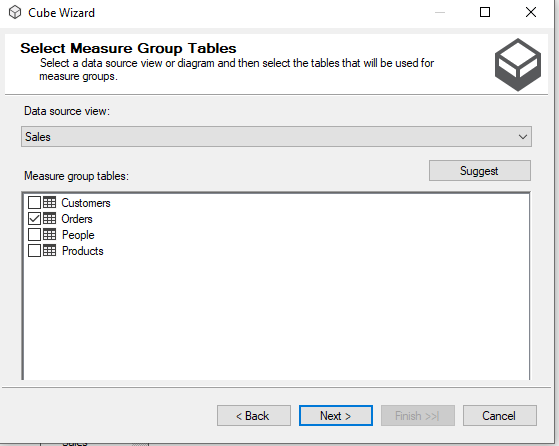 Cube Wizard
Select Measure Group Tables
Select a data source view or diagram and then select the tables that will be used for
measure groups.
Data source view:
Sales
Measure group tables:
Suggest
Customers
Orders
People
Products
< Back
Next >
Finish >>|
Cancel
Sales